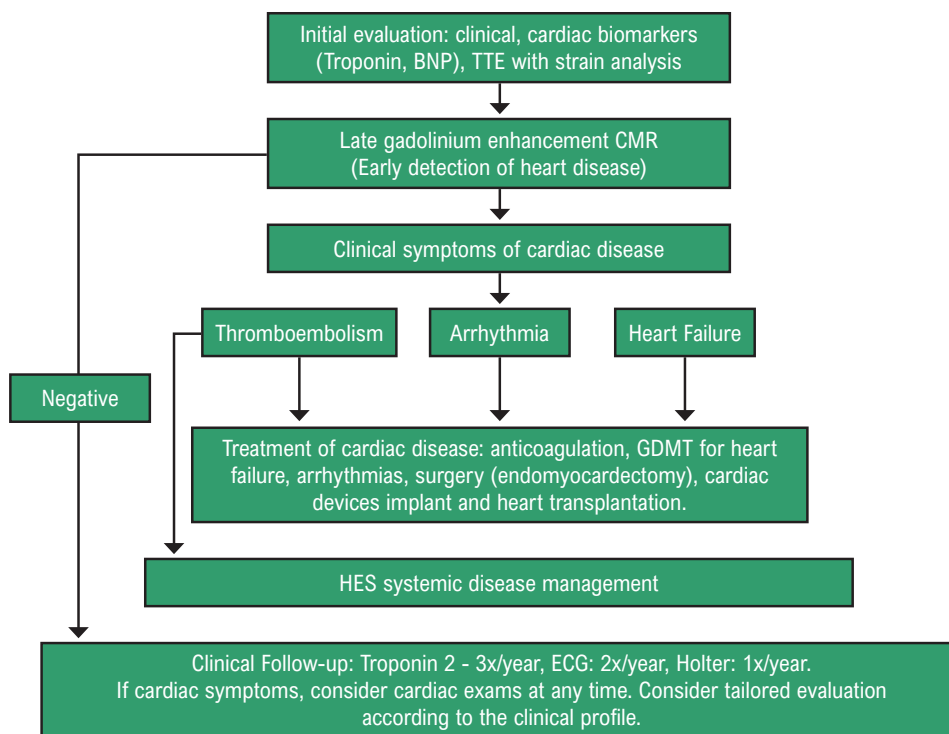 Initial evaluation: clinical, cardiac biomarkers
(Troponin, BNP), TTE with strain analysis
Late gadolinium enhancement CMR
(Early detection of heart disease)
Clinical symptoms of cardiac disease
Thromboembolism
Arrhythmia
Heart Failure
Negative
Treatment of cardiac disease: anticoagulation, GDMT for heart
failure, arrhythmias, surgery (endomyocardectomy), cardiac
devices implant and heart transplantation.
HES systemic disease management
Clinical Follow-up: Troponin 2 - 3x/year, ECG: 2x/year, Holter: 1x/year.
If cardiac symptoms, consider cardiac exams at any time. Consider tailored evaluation
according to the clinical profile.